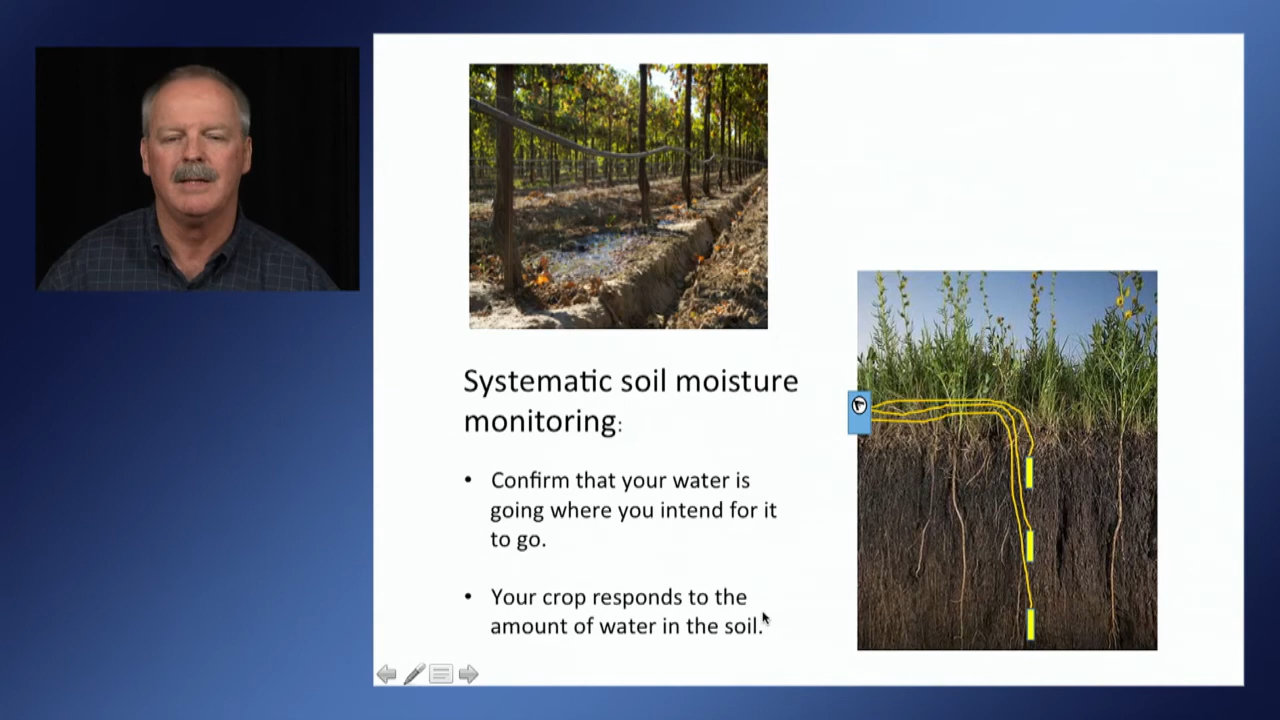 Systematic soil moisture
monitoring:
• Confirm that your water is
going where you intend for it
to go.
• Your crop responds to the
amount of water in the soil.